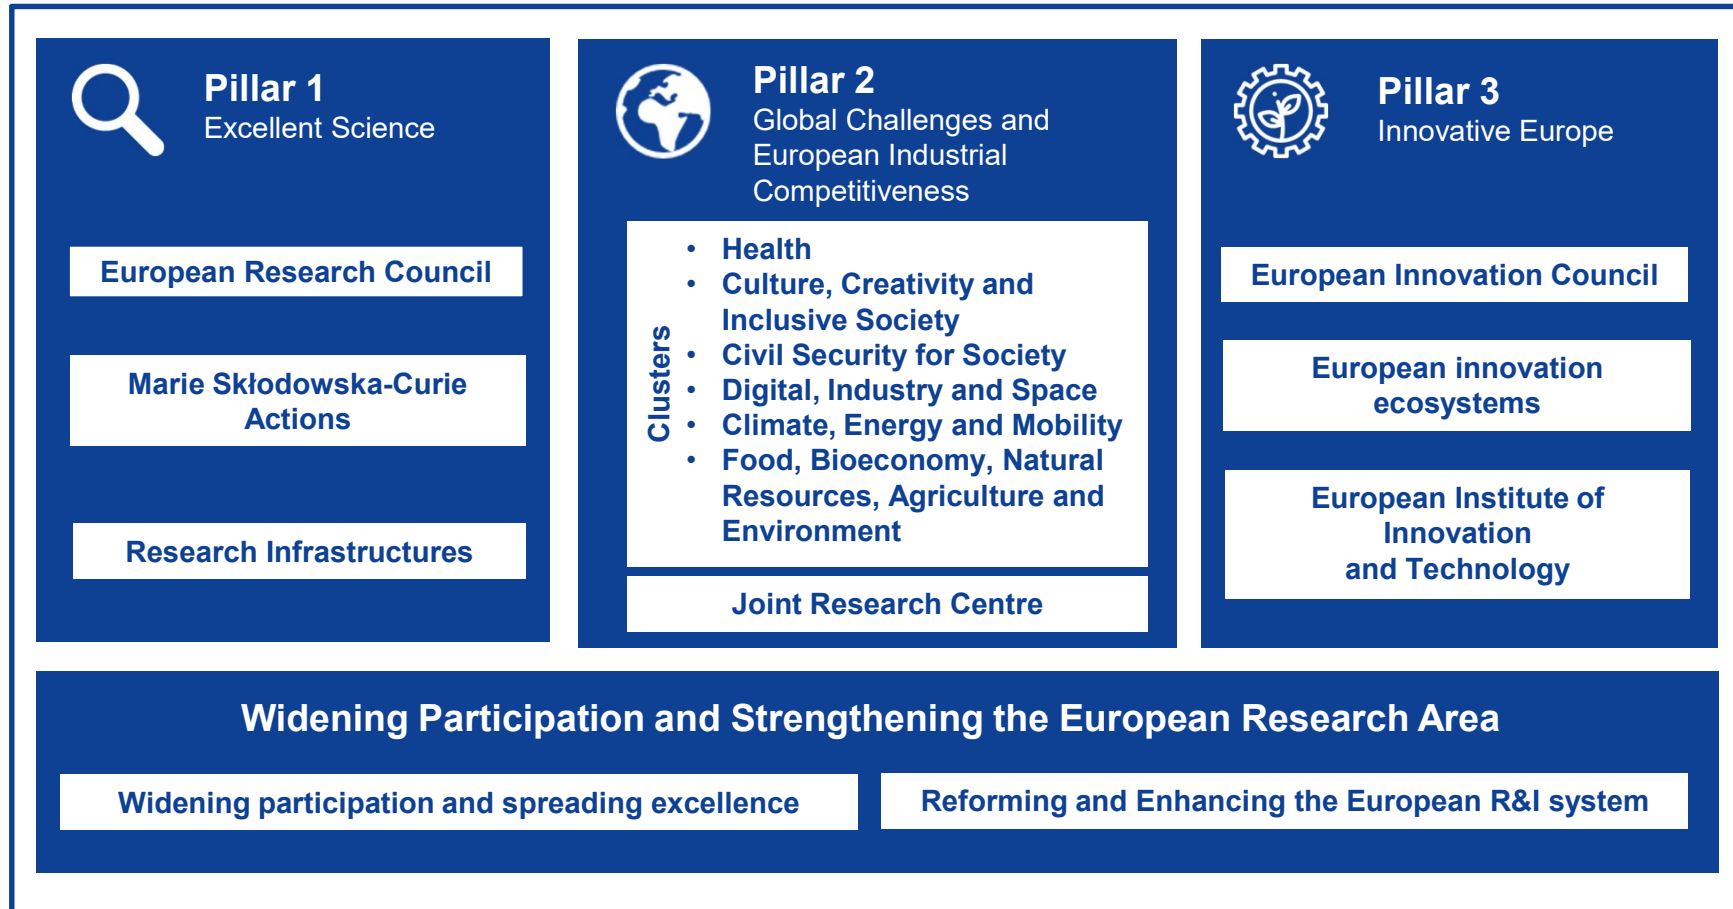 Pillar 1
Excellent Science
European Research Council
Marie Skłodowska-Curie
Actions
Research Infrastructures
Pillar 2
Global Challenges and
European Industrial
Competitiveness
Clusters
• Health
• Culture, Creativity and
Inclusive Society
• Civil Security for Society
• Digital, Industry and Space
• Climate, Energy and Mobility
• Food, Bioeconomy, Natural
Resources, Agriculture and
Environment
Joint Research Centre
Pillar 3
Innovative Europe
European Innovation Council
European innovation
ecosystems
European Institute of
Innovation
and Technology
Widening Participation and Strengthening the European Research Area
Widening participation and spreading excellence
Reforming and Enhancing the European R&I system